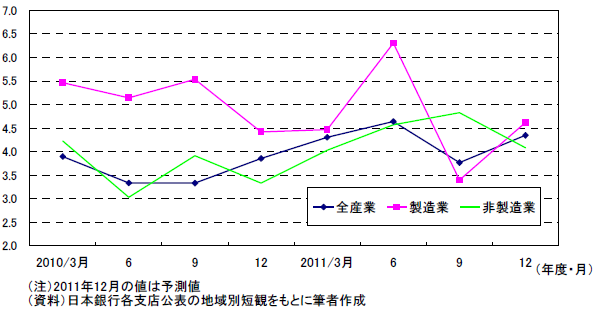 7.0
6.5
6.0
5.5
5.0
4.5
4.0
3.5
3.0
2.5
2.0
全産業 製造業 非製造業
2010/3月 6 9 12 2011/3月 6 9 12 (年度・月)
(注)2011年12月の値は予測値
(資料)日本銀行各支店公表の地域別短観をもとに筆者作成